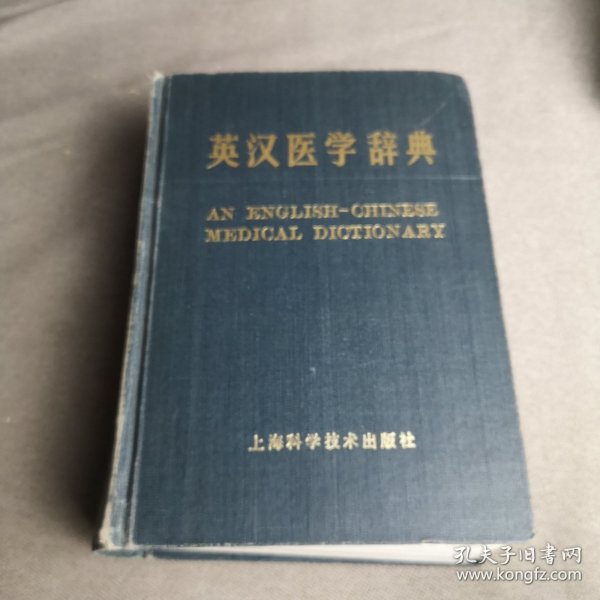 英汉医学辞典
AN ENGLISH-CHINESE
MEDICAL DICTIONARY
上海科学技术出版社
孔夫子旧书网
www.kongfz.com